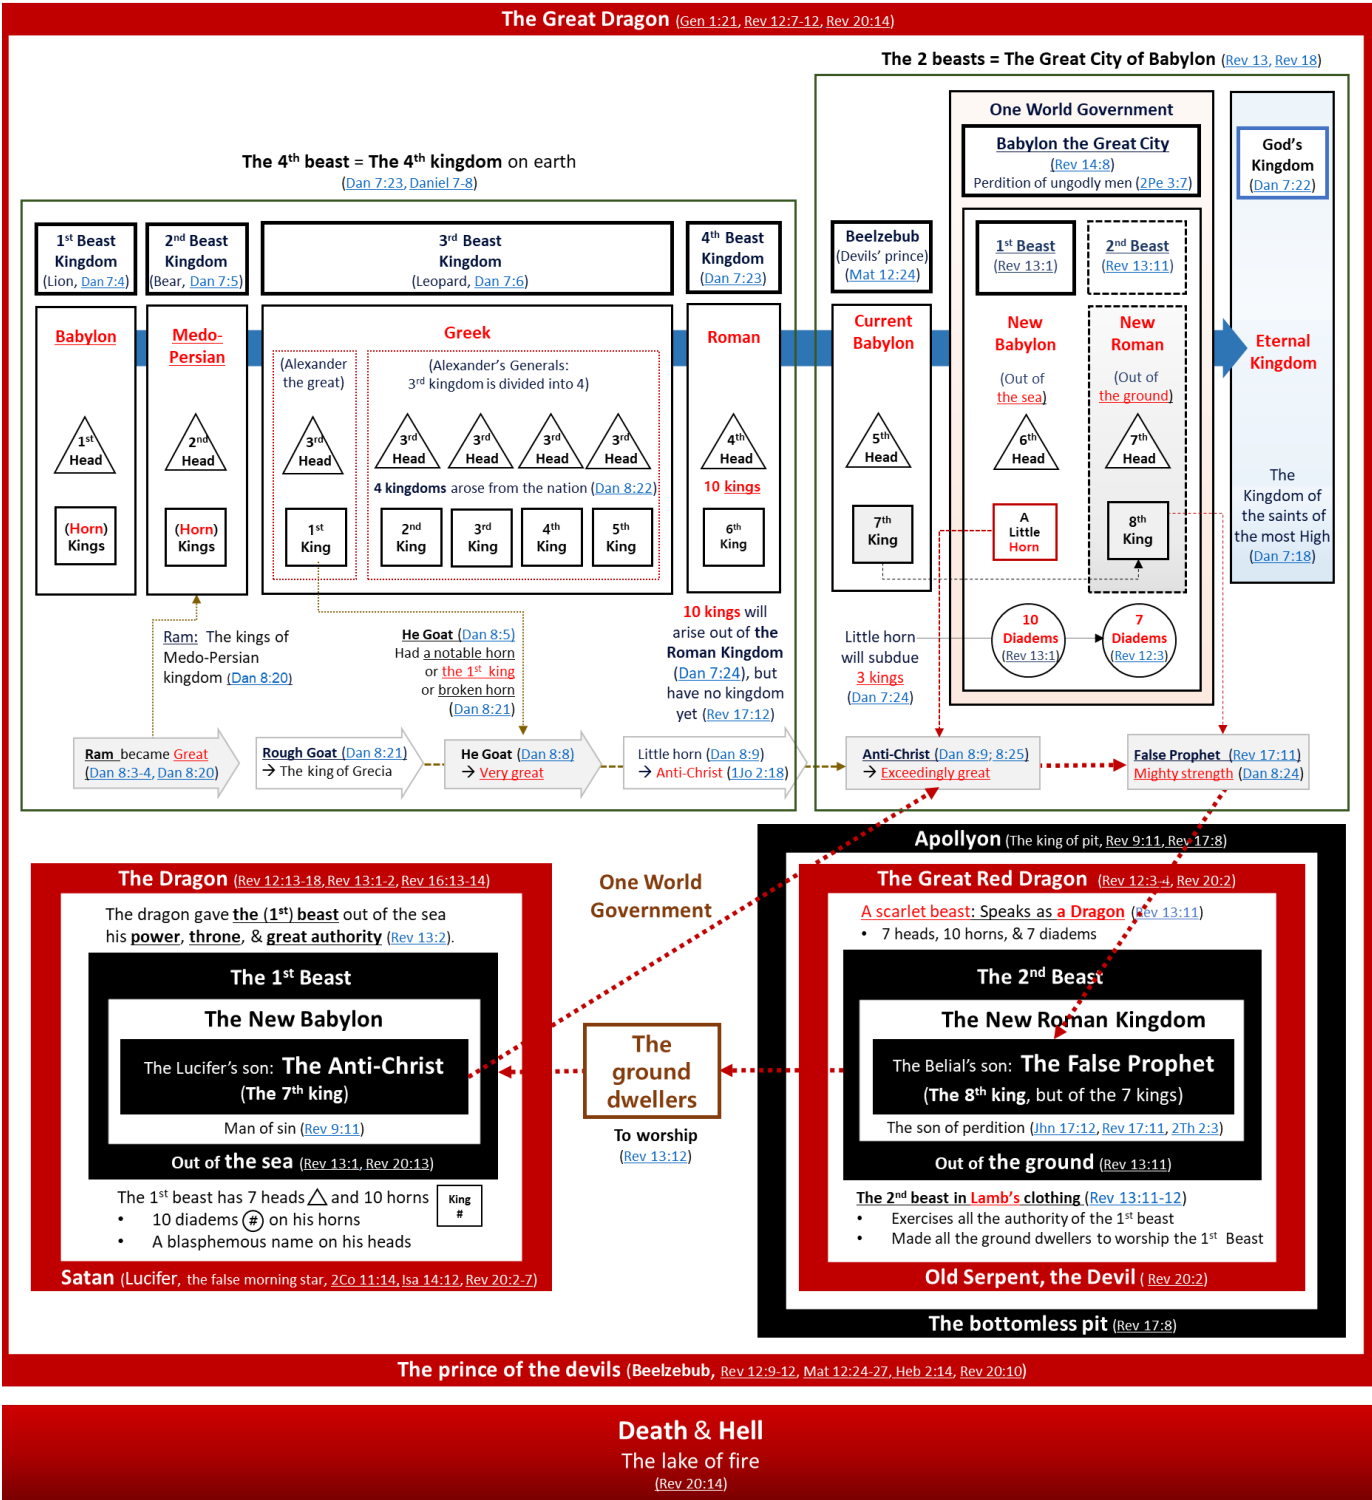 The Great Dragon (Gen 1:21, Rev 12:7-12, Rev 20:14)
The 2 beasts = The Great City of Babylon (Rev 13, Rev 18)
The 4th beast = The 4th kingdom on earth
(Dan 7:23, Daniel 7-8)
One World Government
Babylon the Great City
(Rev 14:8)
Perdition of ungodly men (2Pe 3:7)
God's
Kingdom
(Dan 7:22)
1st Beast
Kingdom
(Lion, Dan 7:4)
2nd Beast
Kingdom
(Bear, Dan 7:5)
3rd Beast
Kingdom
(Leopard, Dan 7:6)
4th Beast
Kingdom
(Dan 7:23)
Beelzebub
(Devils' prince)
(Mat 12:24)
1st Beast
(Rev 13:1)
2nd Beast
(Rev 13:11)
Babylon
Medo-
Persian
Greek
Roman
Current
Babylon
New
Babylon
New
Roman
Eternal
Kingdom
(Alexander
the great)
(Alexander's Generals:
3rd kingdom is divided into 4)
(Out of
the sea)
(Out of
the ground)
1st
Head
2nd
Head
3rd
Head
3rd
Head
3rd
Head
3rd
Head
3rd
Head
4th
Head
5th
Head
6th
Head
7th
Head
4 kingdoms arose from the nation (Dan 8:22)
10 kings
The
Kingdom of
the saints of
the most High
(Dan 7:18)
(Horn)
Kings
(Horn)
Kings
1st
King
2nd
King
3rd
King
4th
King
5th
King
6th
King
7th
King
A
Little
Horn
8th
King
Ram: The kings of
Medo-Persian
kingdom (Dan 8:20)
He Goat (Dan 8:5)
Had a notable horn
or the 1st king
or broken horn
(Dan 8:21)
10 kings will
arise out of the
Roman Kingdom
(Dan 7:24), but
have no kingdom
yet (Rev 17:12)
Little horn
will subdue
3 kings
(Dan 7:24)
10
Diadems
(Rev 13:1)
7
Diadems
(Rev 12:3)
Ram became Great
(Dan 8:3-4, Dan 8:20)
Rough Goat (Dan 8:21)
→ The king of Grecia
He Goat (Dan 8:8)
→ Very great
Little horn (Dan 8:9)
→ Anti-Christ (1Jo 2:18)
Anti-Christ (Dan 8:9; 8:25)
→ Exceedingly great
False Prophet (Rev 17:11)
Mighty strength (Dan 8:24)
Apollyon (The king of pit, Rev 9:11, Rev 17:8)
The Dragon (Rev 12:13-18, Rev 13:1-2, Rev 16:13-14)
The dragon gave the (1st) beast out of the sea
his power, throne, & great authority (Rev 13:2).
The 1st Beast
The New Babylon
The Lucifer's son: The Anti-Christ
(The 7th king)
Man of sin (Rev 9:11)
Out of the sea (Rev 13:1, Rev 20:13)
The 1st beast has 7 heads △ and 10 horns
King
#
• 10 diadems (#) on his horns
• A blasphemous name on his heads
Satan (Lucifer, the false morning star, 2Co 11:14, Isa 14:12, Rev 20:2-7)
One World
Government
The
ground
dwellers
To worship
(Rev 13:12)
The Great Red Dragon (Rev 12:3-4, Rev 20:2)
A scarlet beast: Speaks as a Dragon (Rev 13:11)
• 7 heads, 10 horns, & 7 diadems
The 2nd Beast
The New Roman Kingdom
The Belial's son: The False Prophet
(The 8th king, but of the 7 kings)
The son of perdition (Jhn 17:12, Rev 17:11, 2Th 2:3)
Out of the ground (Rev 13:11)
The 2nd beast in Lamb's clothing (Rev 13:11-12)
• Exercises all the authority of the 1st beast
• Made all the ground dwellers to worship the 1st Beast
Old Serpent, the Devil ( Rev 20:2)
The bottomless pit (Rev 17:8)
The prince of the devils (Beelzebub, Rev 12:9-12, Mat 12:24-27, Heb 2:14, Rev 20:10)
Death & Hell
The lake of fire
(Rev 20:14)